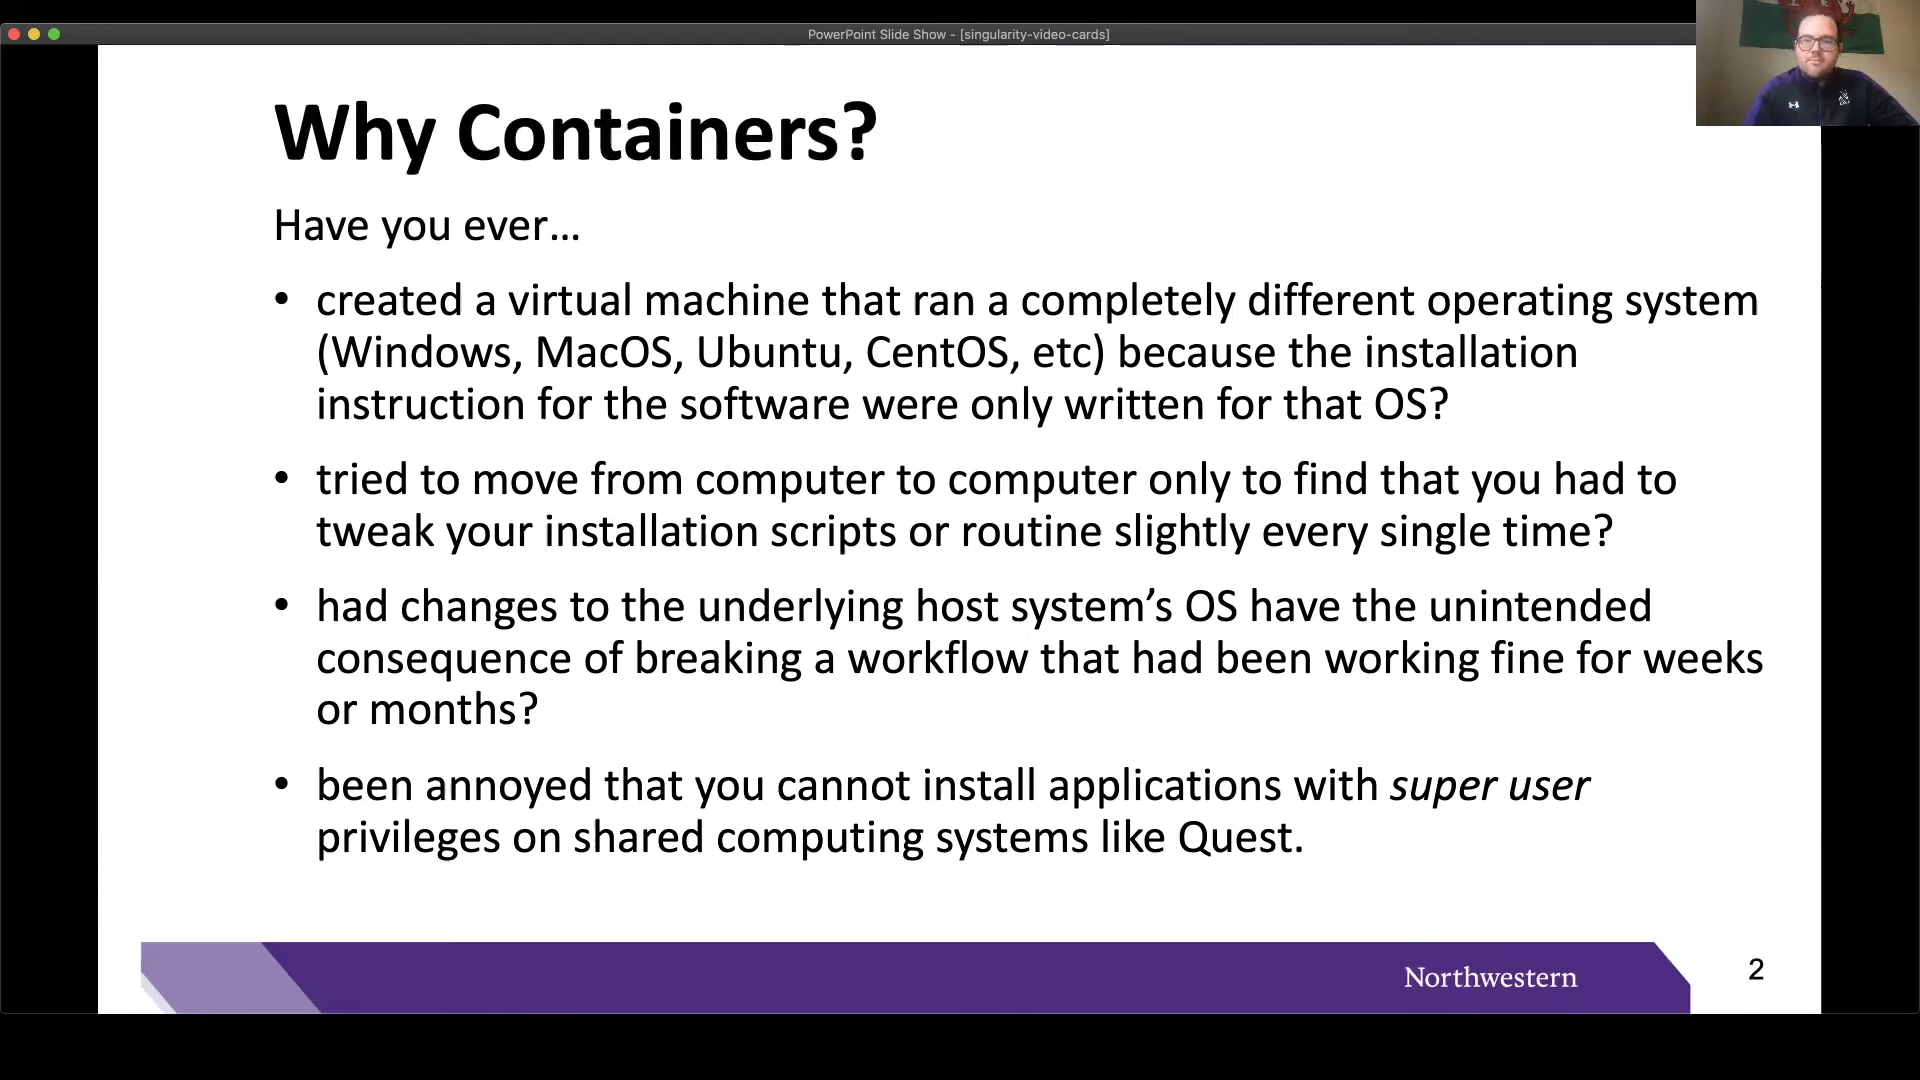 PowerPoint Slide Show - [singularity-video-cards]
Why Containers?
Have you ever…
• created a virtual machine that ran a completely different operating system
(Windows, MacOS, Ubuntu, CentOS, etc) because the installation
instruction for the software were only written for that OS?
• tried to move from computer to computer only to find that you had to
tweak your installation scripts or routine slightly every single time?
• had changes to the underlying host system’s OS have the unintended
consequence of breaking a workflow that had been working fine for weeks
or months?
• been annoyed that you cannot install applications with super user
privileges on shared computing systems like Quest.
Northwestern
2